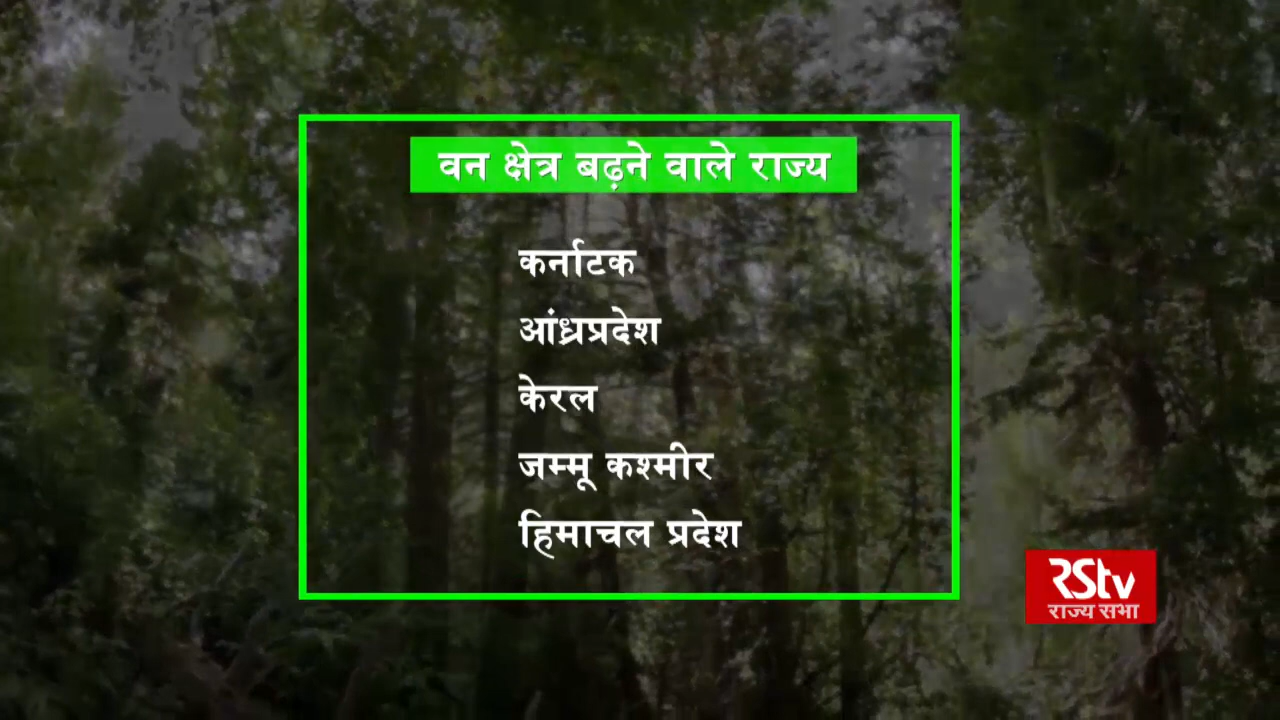 वन क्षेत्र बढ़ने वाले राज्य
कर्नाटक
आंध्रप्रदेश
केरल
जम्मू कश्मीर
हिमाचल प्रदेश
RStv
राज्य सभा